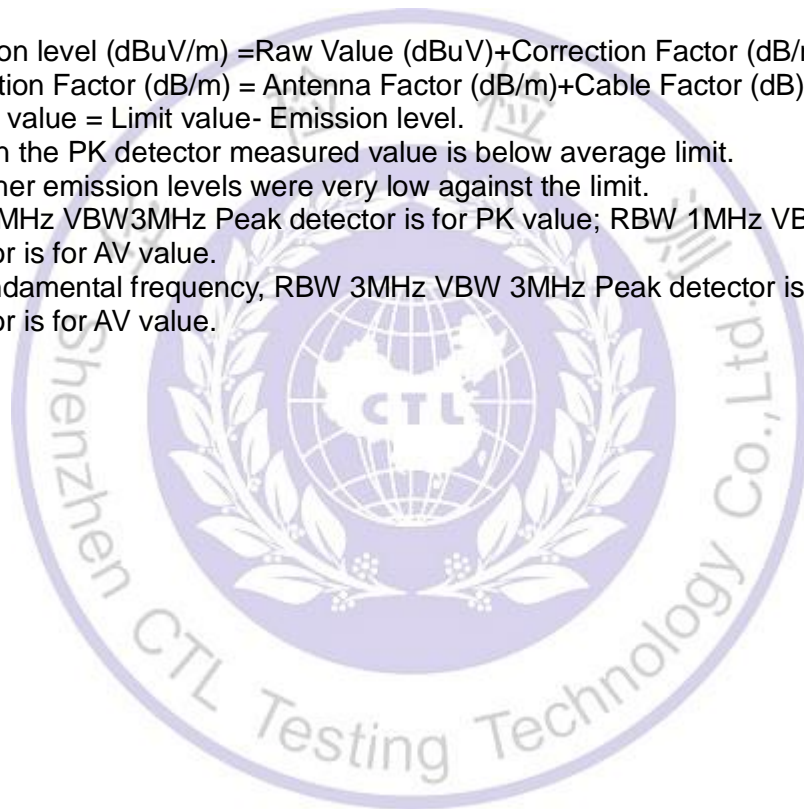 on level (dBuV/m) =Raw Value (dBuV)+Correction Factor (dB/
tion Factor (dB/m) = Antenna Factor (dB/m)+Cable Factor (dB)
value = Limit value- Emission level.
the PK detector measured value is below average limit.
her emission levels were very low against the limit.
MHz VBW3MHz Peak detector is for PK value; RBW 1MHz VB
or is for AV value.
ndamental frequency, RBW 3MHz VBW 3MHz Peak detector is
or is for AV value.
检 测
CTL
Shenzhen CTL Testing Technology Co.,Ltd.